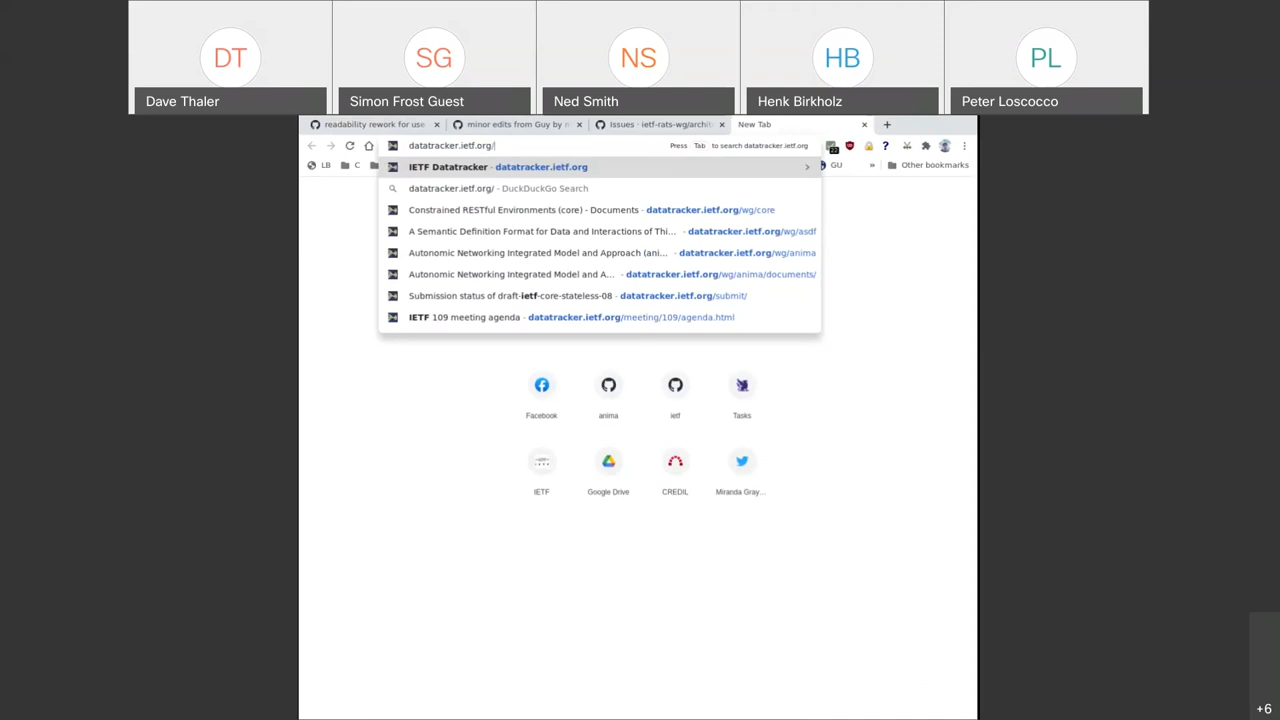 DT
SG
NS
HB
PL
Dave Thaler
Simon Frost Guest
Ned Smith
Henk Birkholz
Peter Loscocco
readability rework for use
minor edits from Guy by n
Issues · ietf-rats-wg/archit
New Tab
datatracker.ietf.org/
Press Tab to search datatracker.ietf.org
LB
C
GU
»
Other bookmarks
IETF Datatracker - datatracker.ietf.org
datatracker.ietf.org/ - DuckDuckGo Search
Constrained RESTful Environments (core) - Documents - datatracker.ietf.org/wg/core
A Semantic Definition Format for Data and Interactions of Thi... - datatracker.ietf.org/wg/asdf
Autonomic Networking Integrated Model and Approach (ani... - datatracker.ietf.org/wg/anima
Autonomic Networking Integrated Model and A... - datatracker.ietf.org/wg/anima/documents/
Submission status of draft-ietf-core-stateless-08 - datatracker.ietf.org/submit/
IETF 109 meeting agenda - datatracker.ietf.org/meeting/109/agenda.html
Facebook
anima
ietf
Tasks
IETF
Google Drive
CREDIL
Miranda Gray...
+6